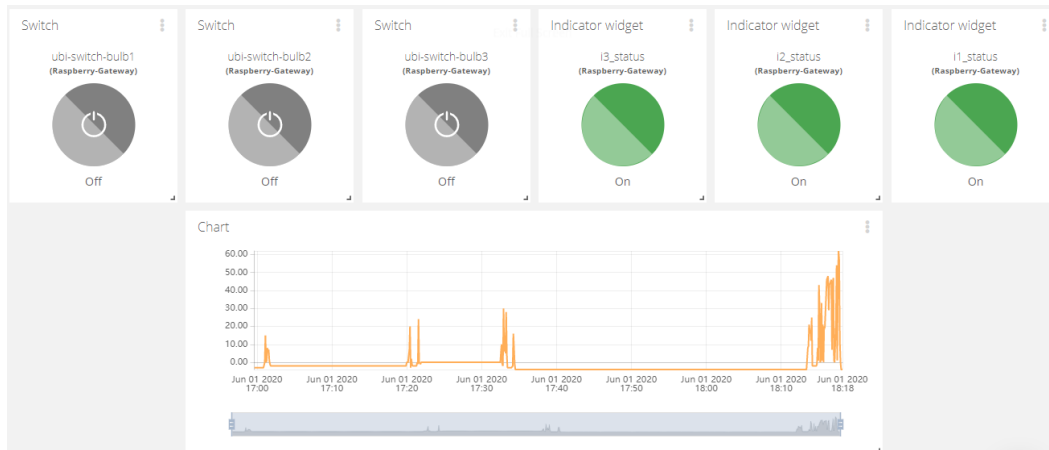 Switch
ubi-switch-bulb1
(Raspberry-Gateway)
Off
Switch
ubi-switch-bulb2
(Raspberry-Gateway)
Off
Switch
ubi-switch-bulb3
(Raspberry-Gateway)
Off
Indicator widget
i3_status
(Raspberry-Gateway)
On
Indicator widget
i2_status
(Raspberry-Gateway)
On
Indicator widget
i1_status
(Raspberry-Gateway)
On
Chart
60.00
50.00
40.00
30.00
20.00
10.00
0.00
Jun 01 2020
17:00
Jun 01 2020
17:10
Jun 01 2020
17:20
Jun 01 2020
17:30
Jun 01 2020
17:40
Jun 01 2020
17:50
Jun 01 2020
18:00
Jun 01 2020
18:10
Jun 01 2020
18:18